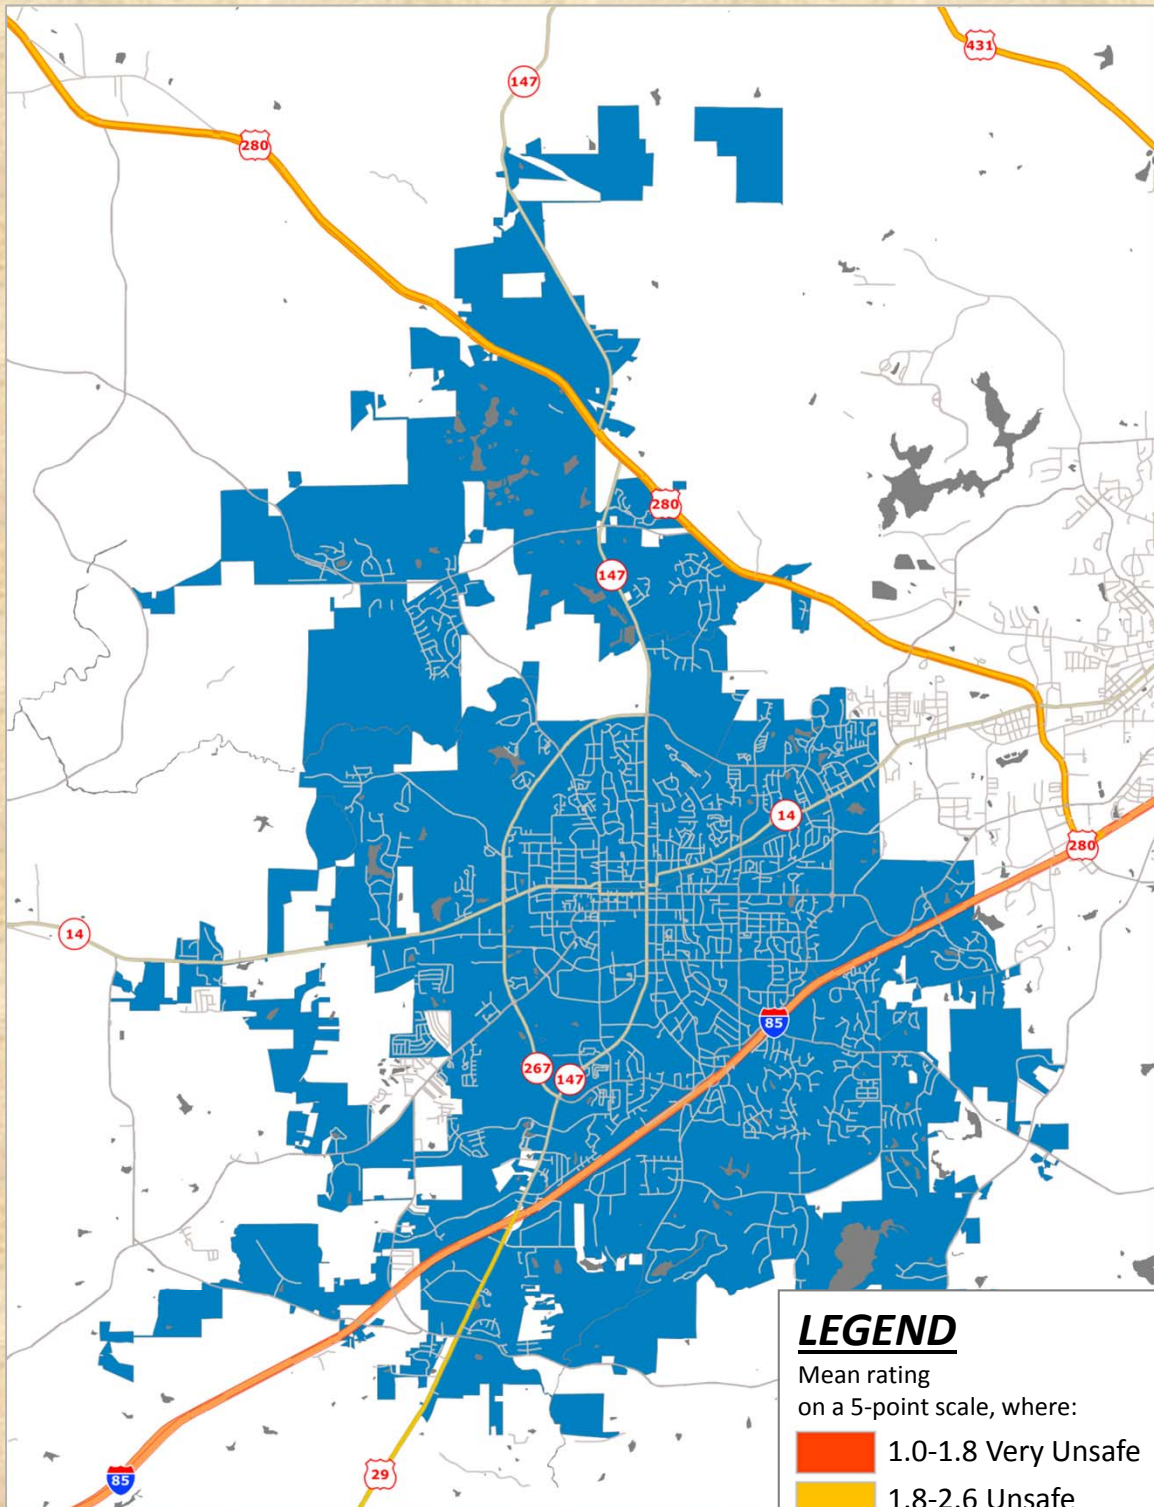 147
431
280
280
147
14
14
280
85
267
147
29
85
LEGEND
Mean rating
on a 5-point scale, where:
1.0-1.8 Very Unsafe
1.8-2.6 Unsafe